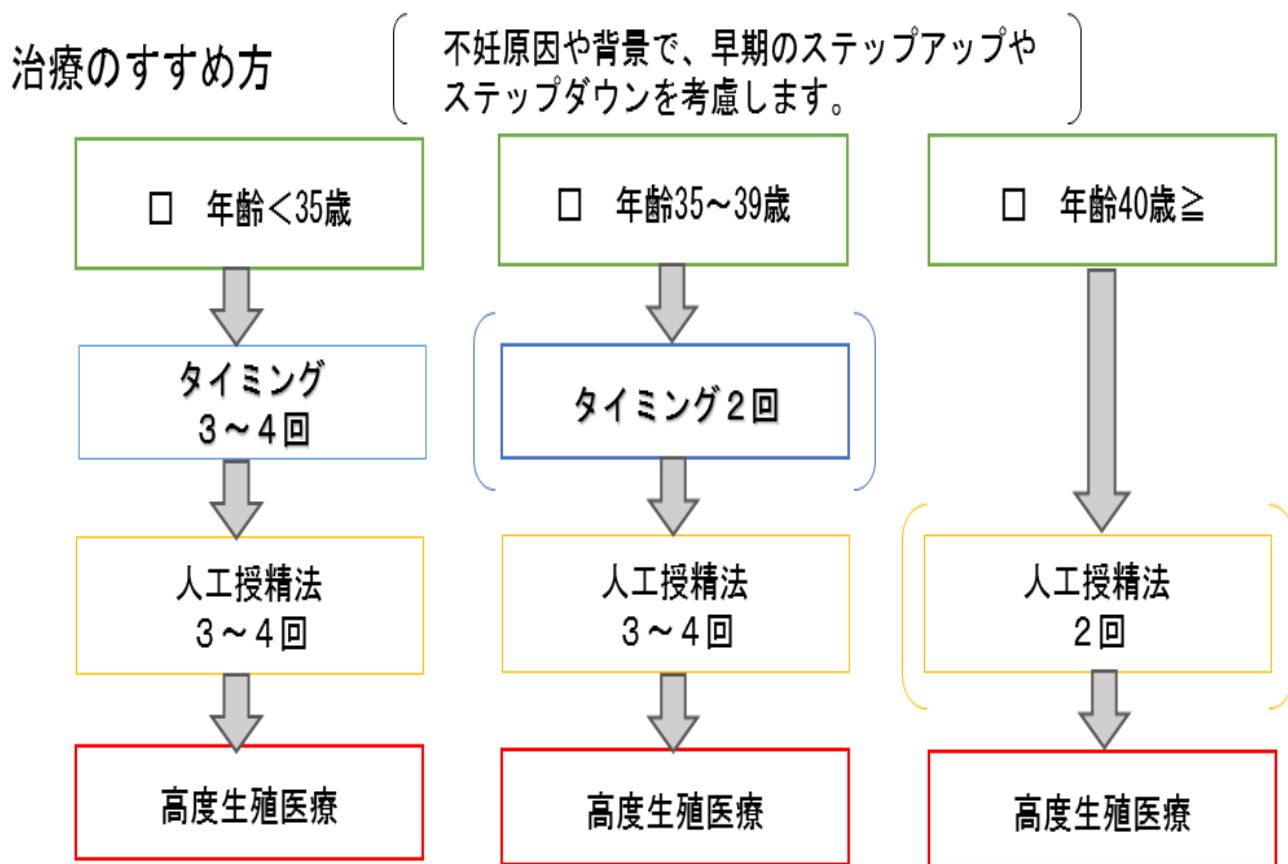 治療のすすめ方
不妊原因や背景で、早期のステップアップや
ステップダウンを考慮します。
□ 年齢＜35歳
□ 年齢35～39歳
□ 年齢40歳≧
タイミング
３～４回
タイミング２回
人工授精法
３～４回
人工授精法
３～４回
人工授精法
２回
高度生殖医療
高度生殖医療
高度生殖医療